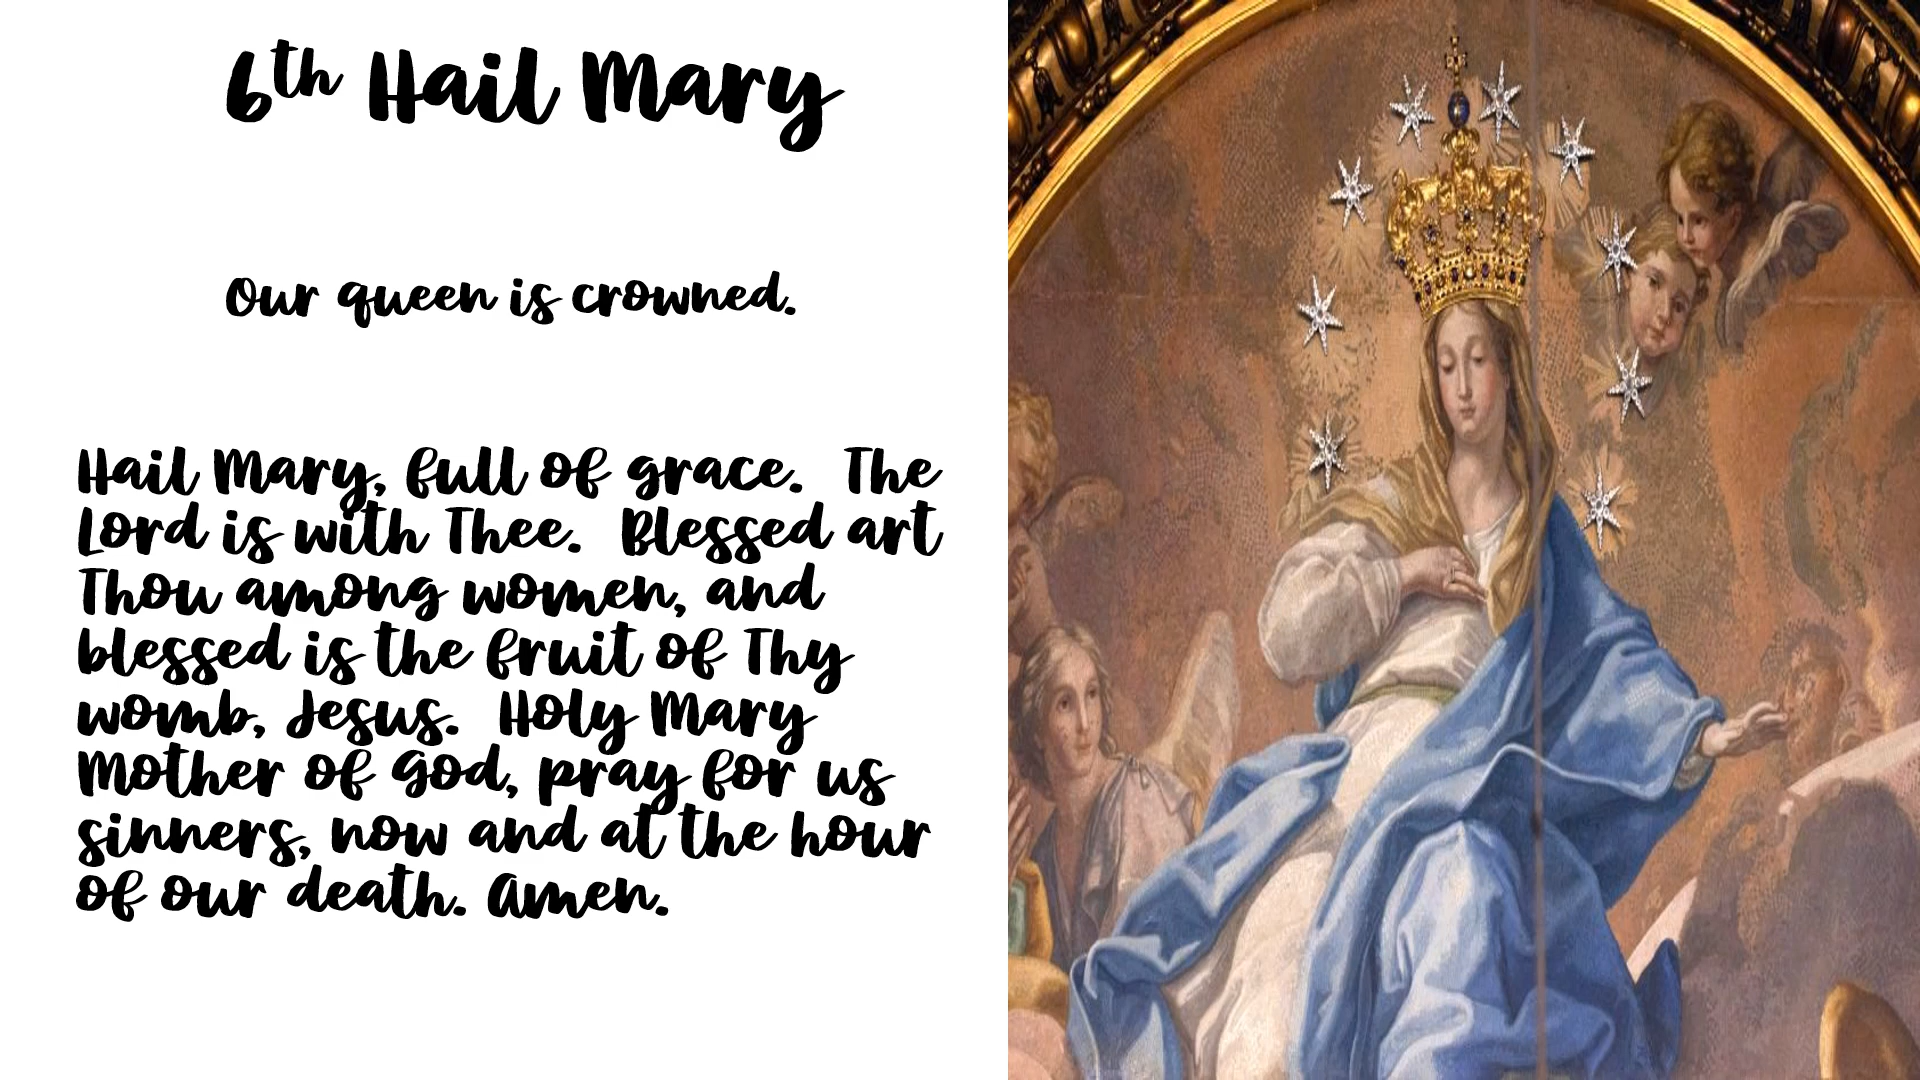 6th Hail Mary
Our queen is crowned.
Hail Mary, full of grace.  The
Lord is with Thee.  Blessed art
Thou among women, and
blessed is the fruit of Thy
womb, Jesus.  Holy Mary
Mother of God, pray for us
sinners, now and at the hour
of our death. Amen.